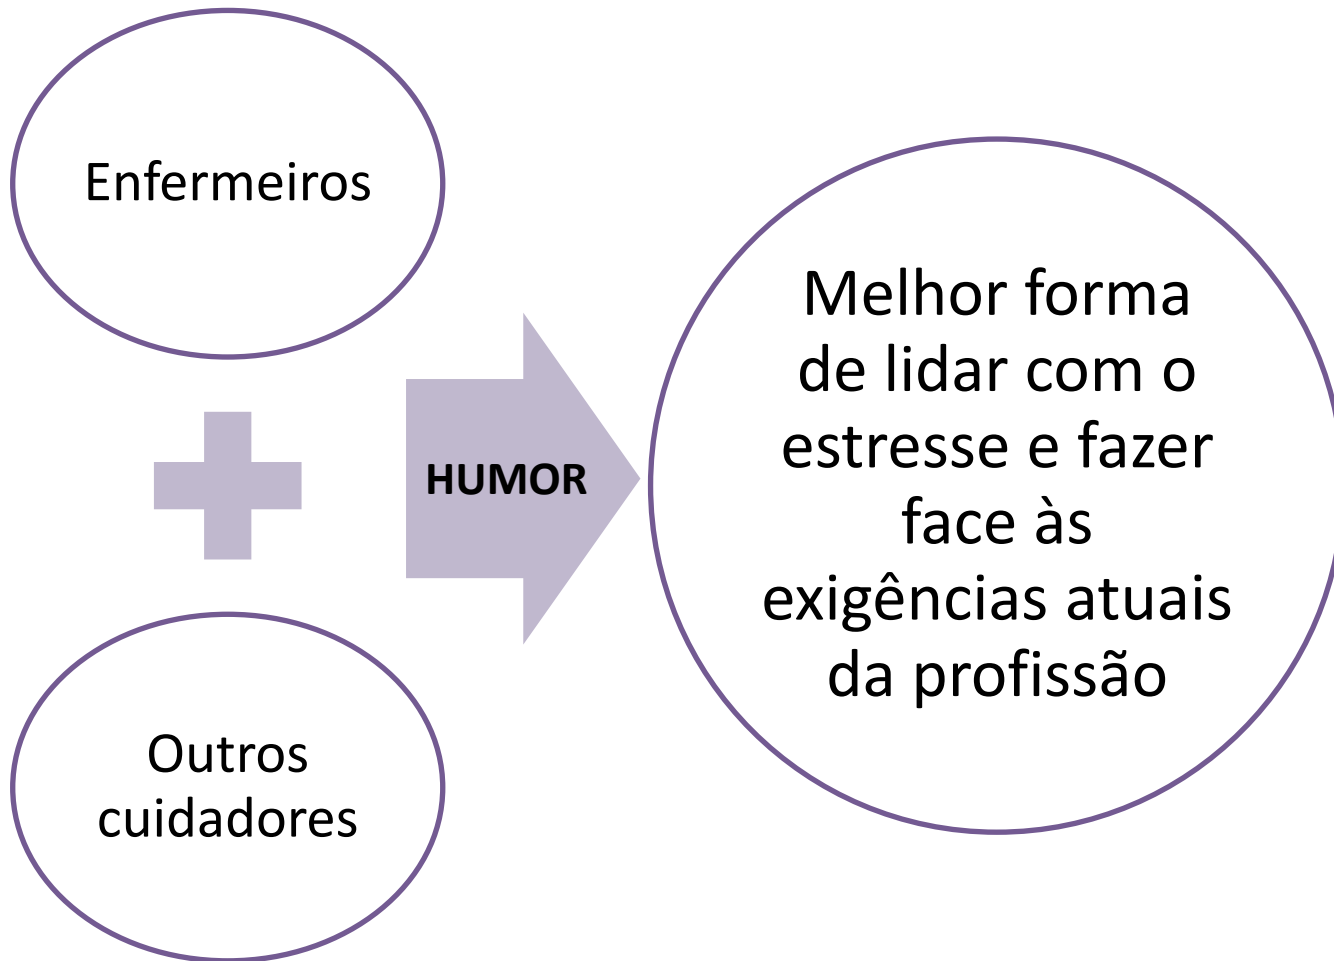 Enfermeiros
Outros
cuidadores
HUMOR
Melhor forma
de lidar com o
estresse e fazer
face às
exigências atuais
da profissão